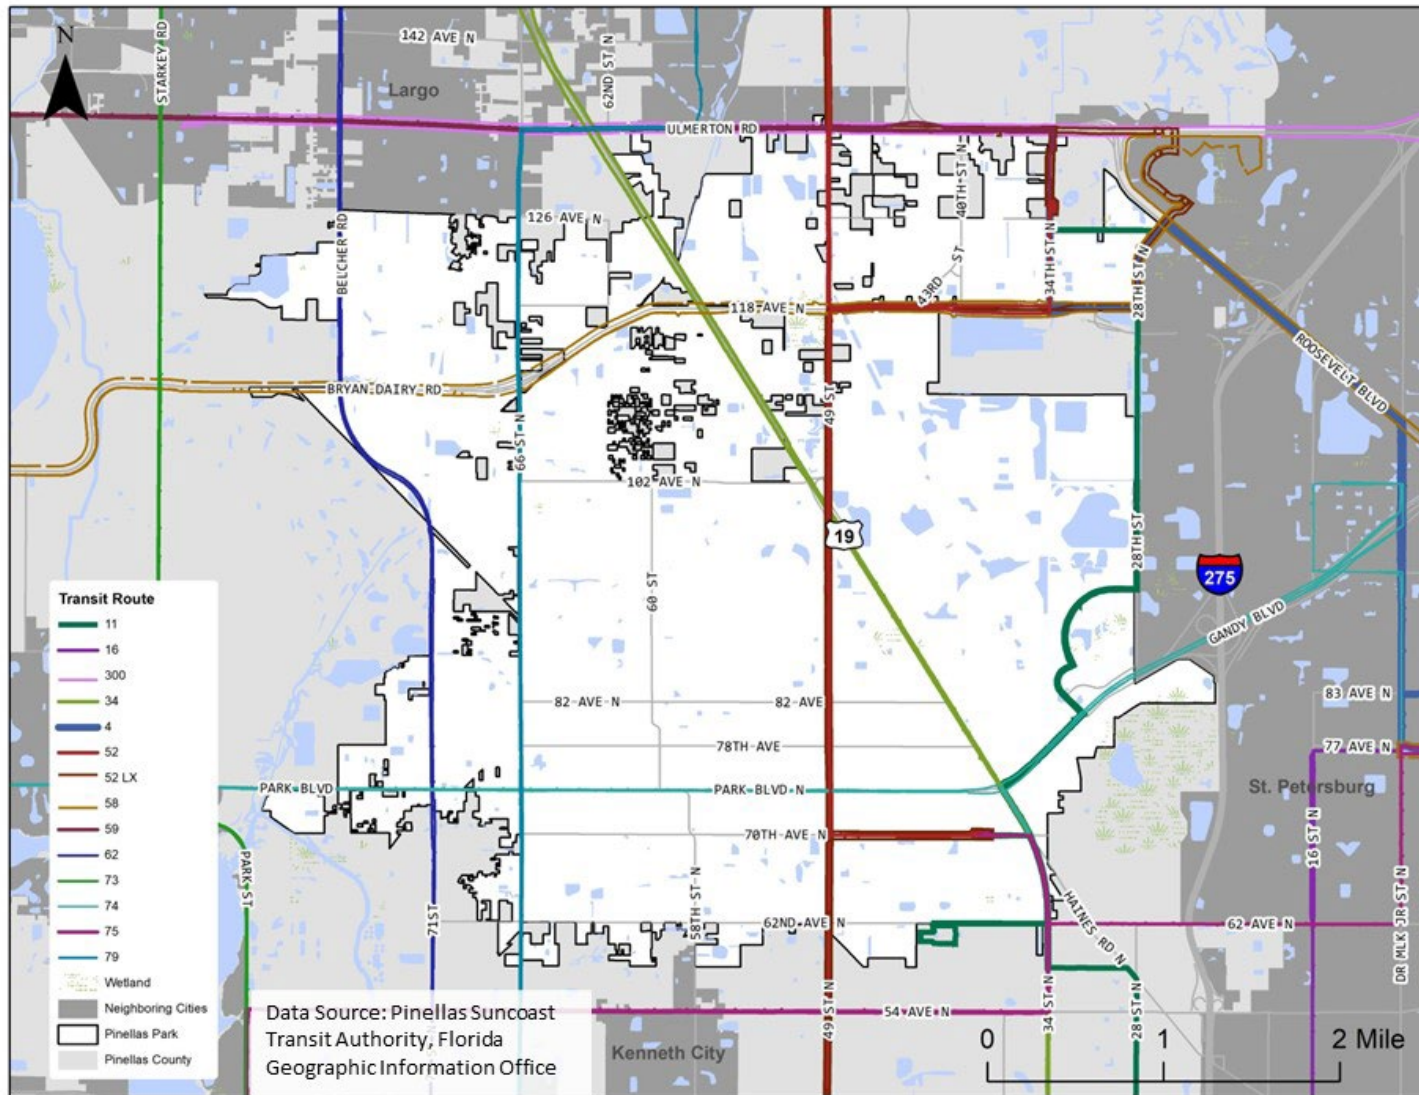 142 AVE N
STARKEY RD
62ND ST N
N
Largo
ULMERTON RD
40TH ST N
126 AVE N
BELCHER RD
34TH ST N
43RD ST
28TH ST N
118 AVE N
ROOSEVELT BLVD
BRYAN DAIRY RD
49 ST
66 ST N
102 AVE N
19
28TH ST
275
60 ST
GANDY BLVD
82 AVE N
82 AVE
83 AVE N
78TH AVE
77 AVE N
PARK BLVD
PARK BLVD N
St. Petersburg
70TH AVE N
16 ST N
PARK ST
HAINES RD N
71ST
58TH ST N
62ND AVE N
62 AVE N
DR MLK JR ST N
49 ST N
54 AVE N
34 ST N
28 ST N
Kenneth City
Transit Route
11
16
300
34
4
52
52 LX
58
59
62
73
74
75
79
Wetland
Neighboring Cities
Pinellas Park
Pinellas County
Data Source: Pinellas Suncoast
Transit Authority, Florida
Geographic Information Office
0 1 2 Mile